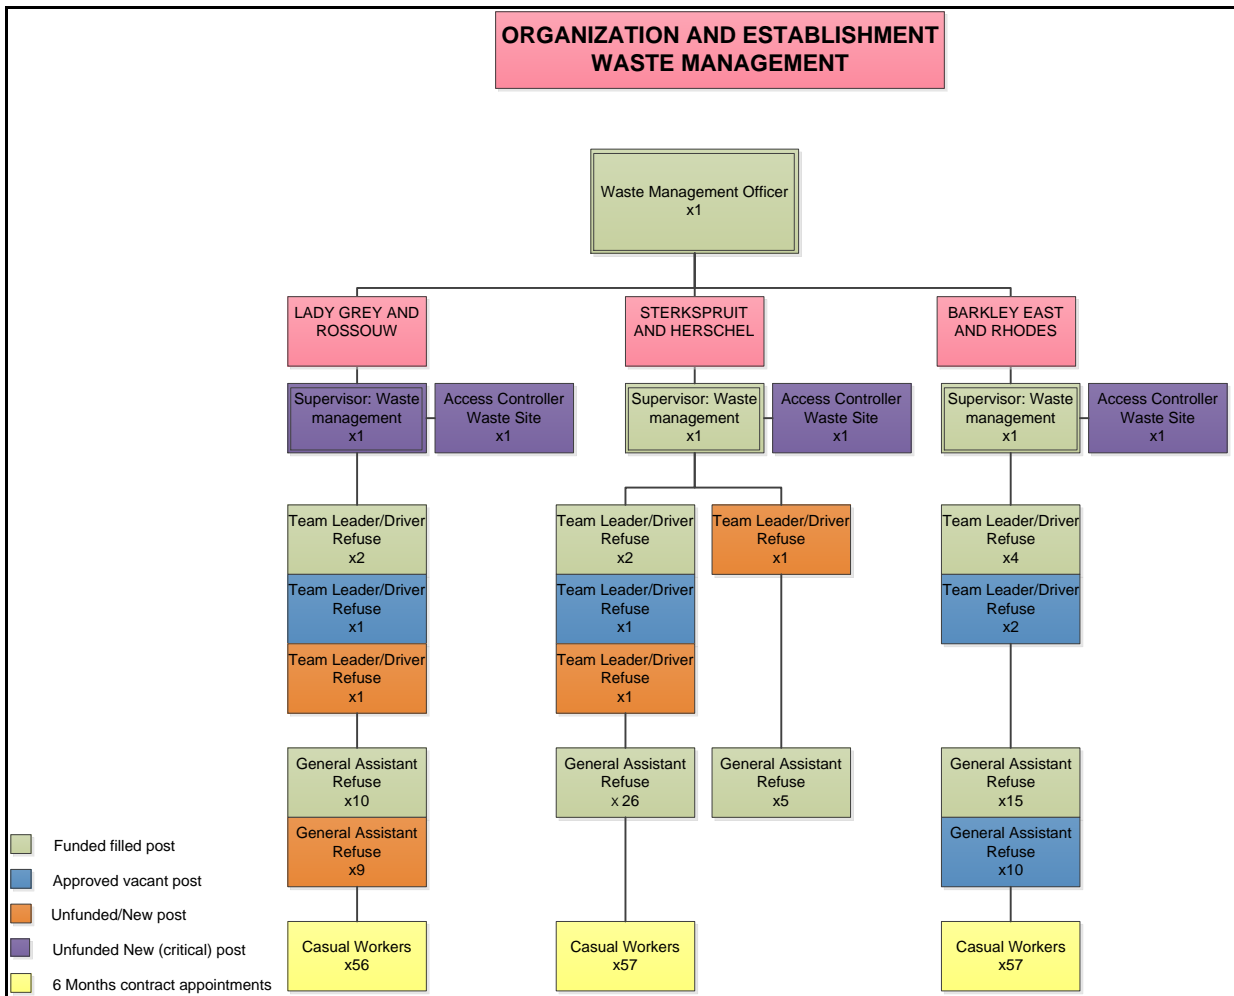 ORGANIZATION AND ESTABLISHMENT
WASTE MANAGEMENT
Waste Management Officer
x1
LADY GREY AND
ROSSOUW
STERKSPRUIT
AND HERSCHEL
BARKLEY EAST
AND RHODES
Supervisor: Waste
management
x1
Access Controller
Waste Site
x1
Supervisor: Waste
management
x1
Access Controller
Waste Site
x1
Supervisor: Waste
management
x1
Access Controller
Waste Site
x1
Team Leader/Driver
Refuse
x2
Team Leader/Driver
Refuse
x1
Team Leader/Driver
Refuse
x1
Team Leader/Driver
Refuse
x2
Team Leader/Driver
Refuse
x1
Team Leader/Driver
Refuse
x1
Team Leader/Driver
Refuse
x1
Team Leader/Driver
Refuse
x4
Team Leader/Driver
Refuse
x2
General Assistant
Refuse
x10
General Assistant
Refuse
x9
General Assistant
Refuse
x 26
General Assistant
Refuse
x5
General Assistant
Refuse
x15
General Assistant
Refuse
x10
Casual Workers
x56
Casual Workers
x57
Casual Workers
x57
Funded filled post
Approved vacant post
Unfunded/New post
Unfunded New (critical) post
6 Months contract appointments